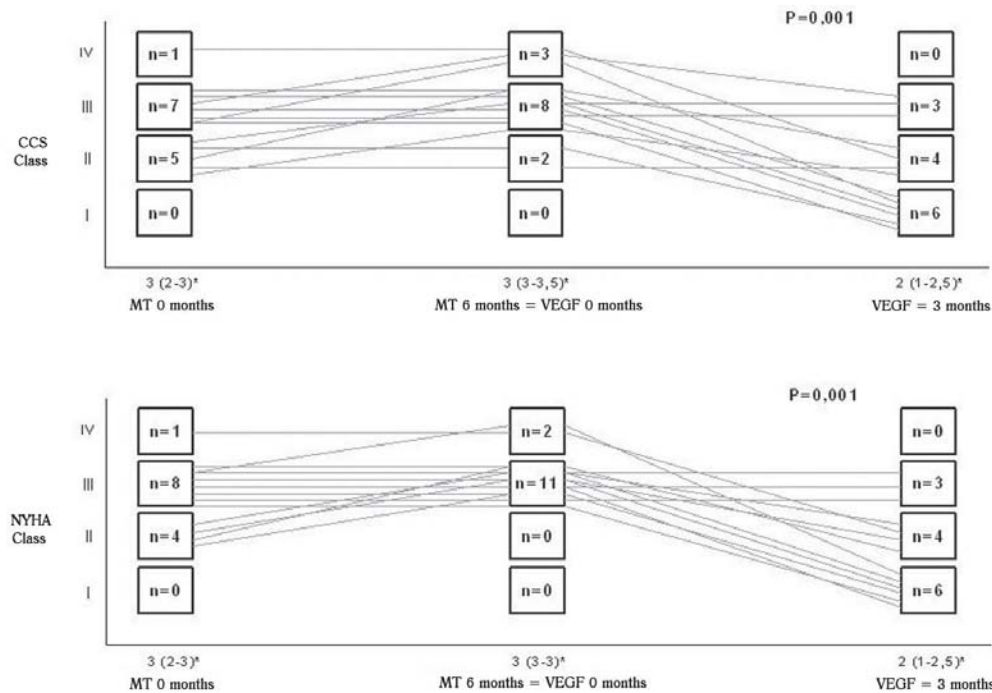 P=0,001
IV n=1 n=3 n=0
III n=7 n=8 n=3
CCS
Class
II n=5 n=2 n=4
I n=0 n=0 n=6
3 (2-3)* 3 (3-3,5)* 2 (1-2,5)*
MT 0 months MT 6 months = VEGF 0 months VEGF = 3 months
P=0,001
IV n=1 n=2 n=0
III n=8 n=11 n=3
NYHA
Class
II n=4 n=0 n=4
I n=0 n=0 n=6
3 (2-3)* 3 (3-3)* 2 (1-2,5)*
MT 0 months MT 6 months = VEGF 0 months VEGF = 3 months